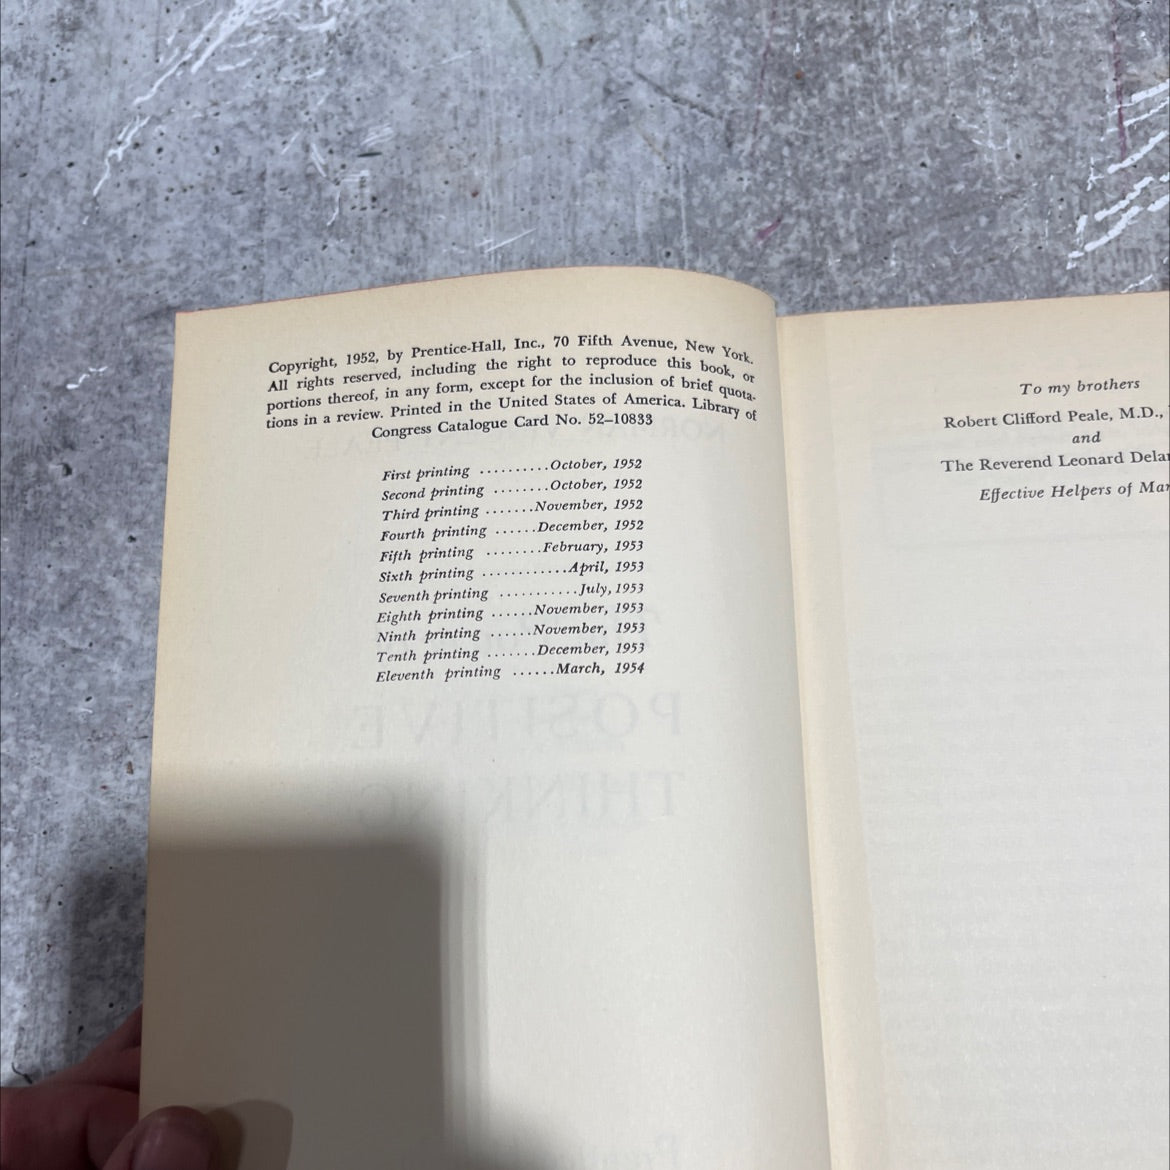 Copyright, 1952, by Prentice-Hall, Inc., 70 Fifth Avenue, New York.
All rights reserved, including the right to reproduce this book, or
portions thereof, in any form, except for the inclusion of brief quota-
tions in a review. Printed in the United States of America. Library of
Congress Catalogue Card No. 52–10833
First printing ..........October, 1952
Second printing ........October, 1952
Third printing .......November, 1952
Fourth printing ......December, 1952
Fifth printing ........February, 1953
Sixth printing ............April, 1953
Seventh printing ...........July, 1953
Eighth printing ......November, 1953
Ninth printing ......November, 1953
Tenth printing .......December, 1953
Eleventh printing ......March, 1954
POSITIVE
THINKING
To my brothers
Robert Clifford Peale, M.D.,
and
The Reverend Leonard
Effective Helpers of